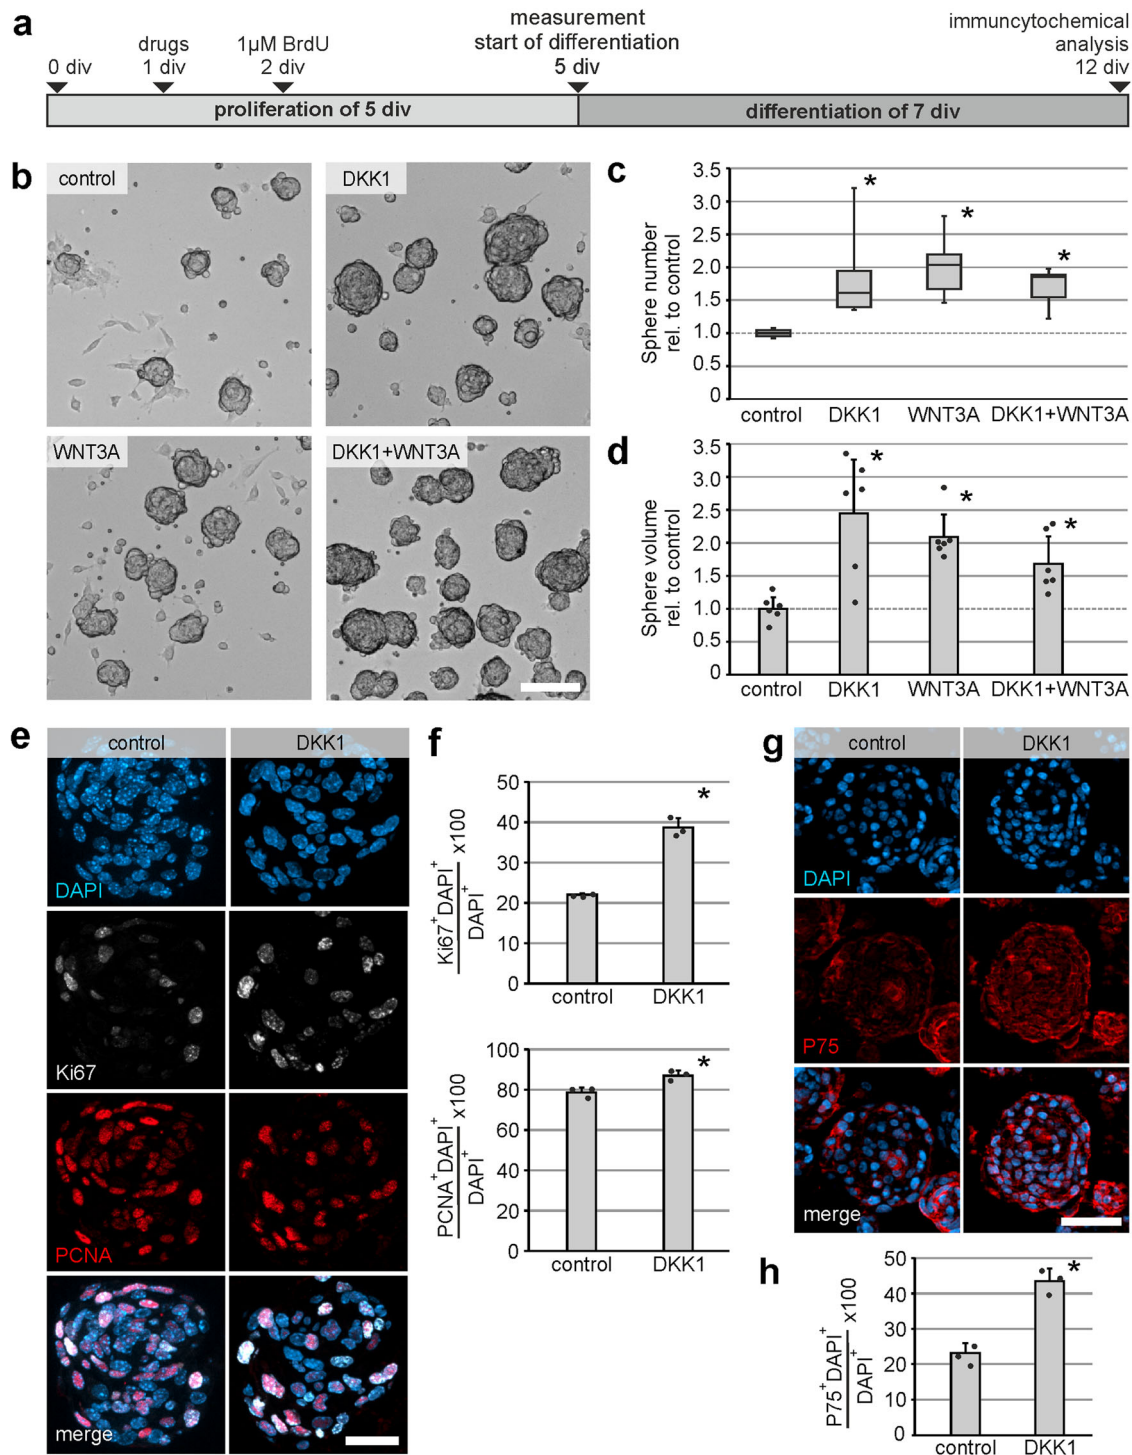 a
measurement
start of differentiation
5 div
immuncytochemical
analysis
12 div
drugs
1 div
1µM BrdU
2 div
0 div
proliferation of 5 div
differentiation of 7 div
b
control
DKK1
WNT3A
DKK1+WNT3A
c
Sphere number
rel. to control
3.5
3.0
2.5
2.0
1.5
1.0
0.5
0
control
DKK1
WNT3A
DKK1+WNT3A
*
*
*
d
Sphere volume
rel. to control
3.5
3.0
2.5
2.0
1.5
1.0
0.5
0
control
DKK1
WNT3A
DKK1+WNT3A
*
*
*
e
control
DKK1
DAPI
Ki67
PCNA
merge
f
Ki67+DAPI+
DAPI+
x100
50
40
30
20
10
0
control
DKK1
*
PCNA+DAPI+
DAPI+
x100
100
80
60
40
20
0
control
DKK1
*
g
control
DKK1
DAPI
P75
merge
h
P75+DAPI+
DAPI+
x100
50
40
30
20
10
0
control
DKK1
*